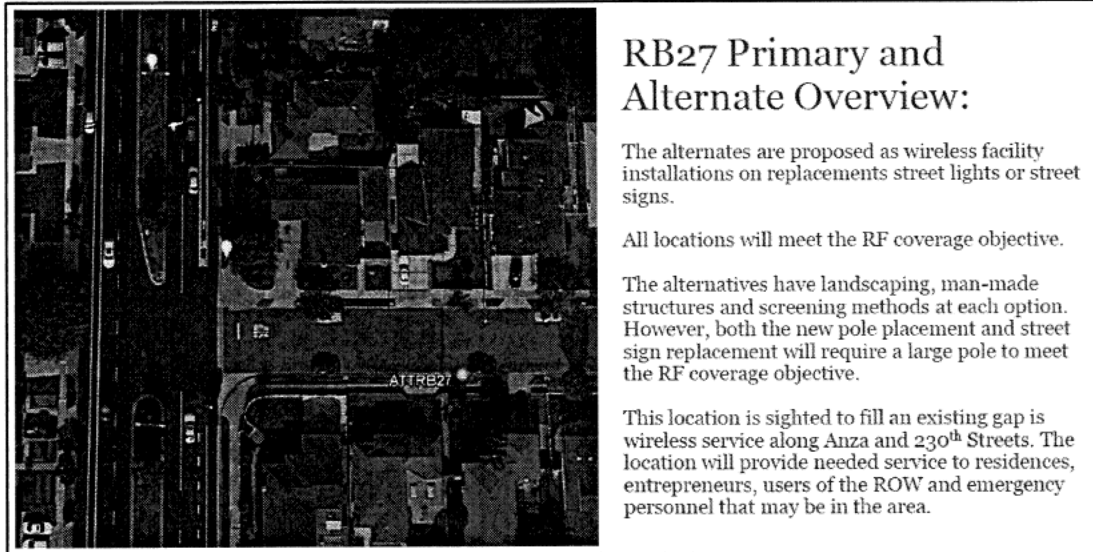 RB27 Primary and
Alternate Overview:
The alternates are proposed as wireless facility
installations on replacements street lights or street
signs.
All locations will meet the RF coverage objective.
The alternatives have landscaping, man-made
structures and screening methods at each option.
However, both the new pole placement and street
sign replacement will require a large pole to meet
the RF coverage objective.
This location is sighted to fill an existing gap is
wireless service along Anza and 230th Streets. The
location will provide needed service to residences,
entrepreneurs, users of the ROW and emergency
personnel that may be in the area.
ATTRB27